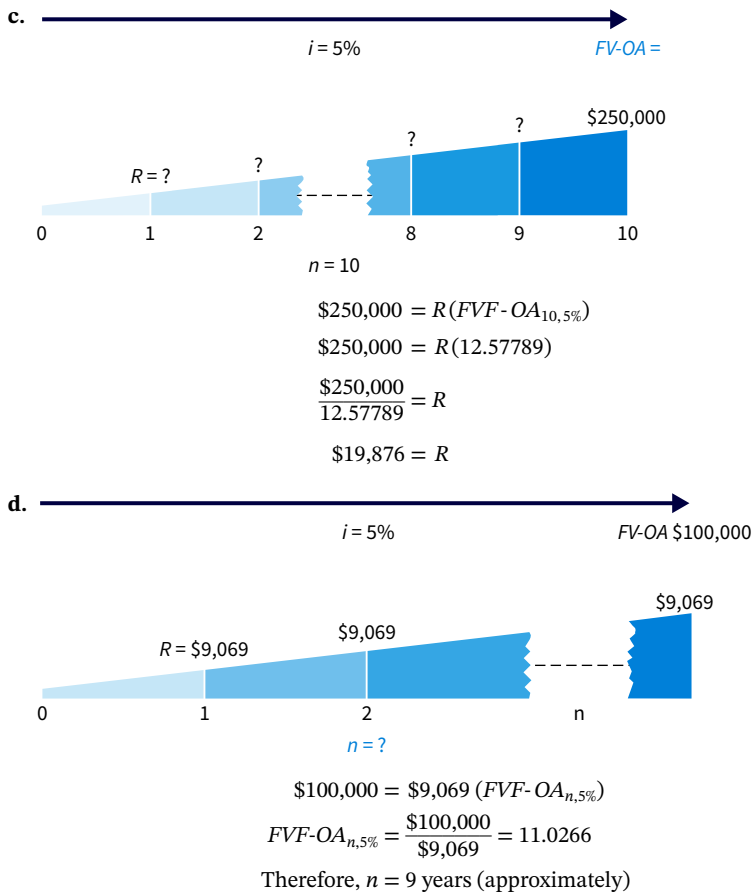 c.
i = 5% FV-OA =
R = ? ? ? ? $250,000
0 1 2 8 9 10
n = 10
$250,000 = R(FVF-OA10,5%)
$250,000 = R(12.57789)
$250,000
12.57789 = R
$19,876 = R
d.
i = 5% FV-OA $100,000
R = $9,069 $9,069 $9,069
0 1 2 n
n = ?
$100,000 = $9,069 (FVF-OAn,5%)
FVF-OAn,5% = $100,000 / $9,069 = 11.0266
Therefore, n = 9 years (approximately)